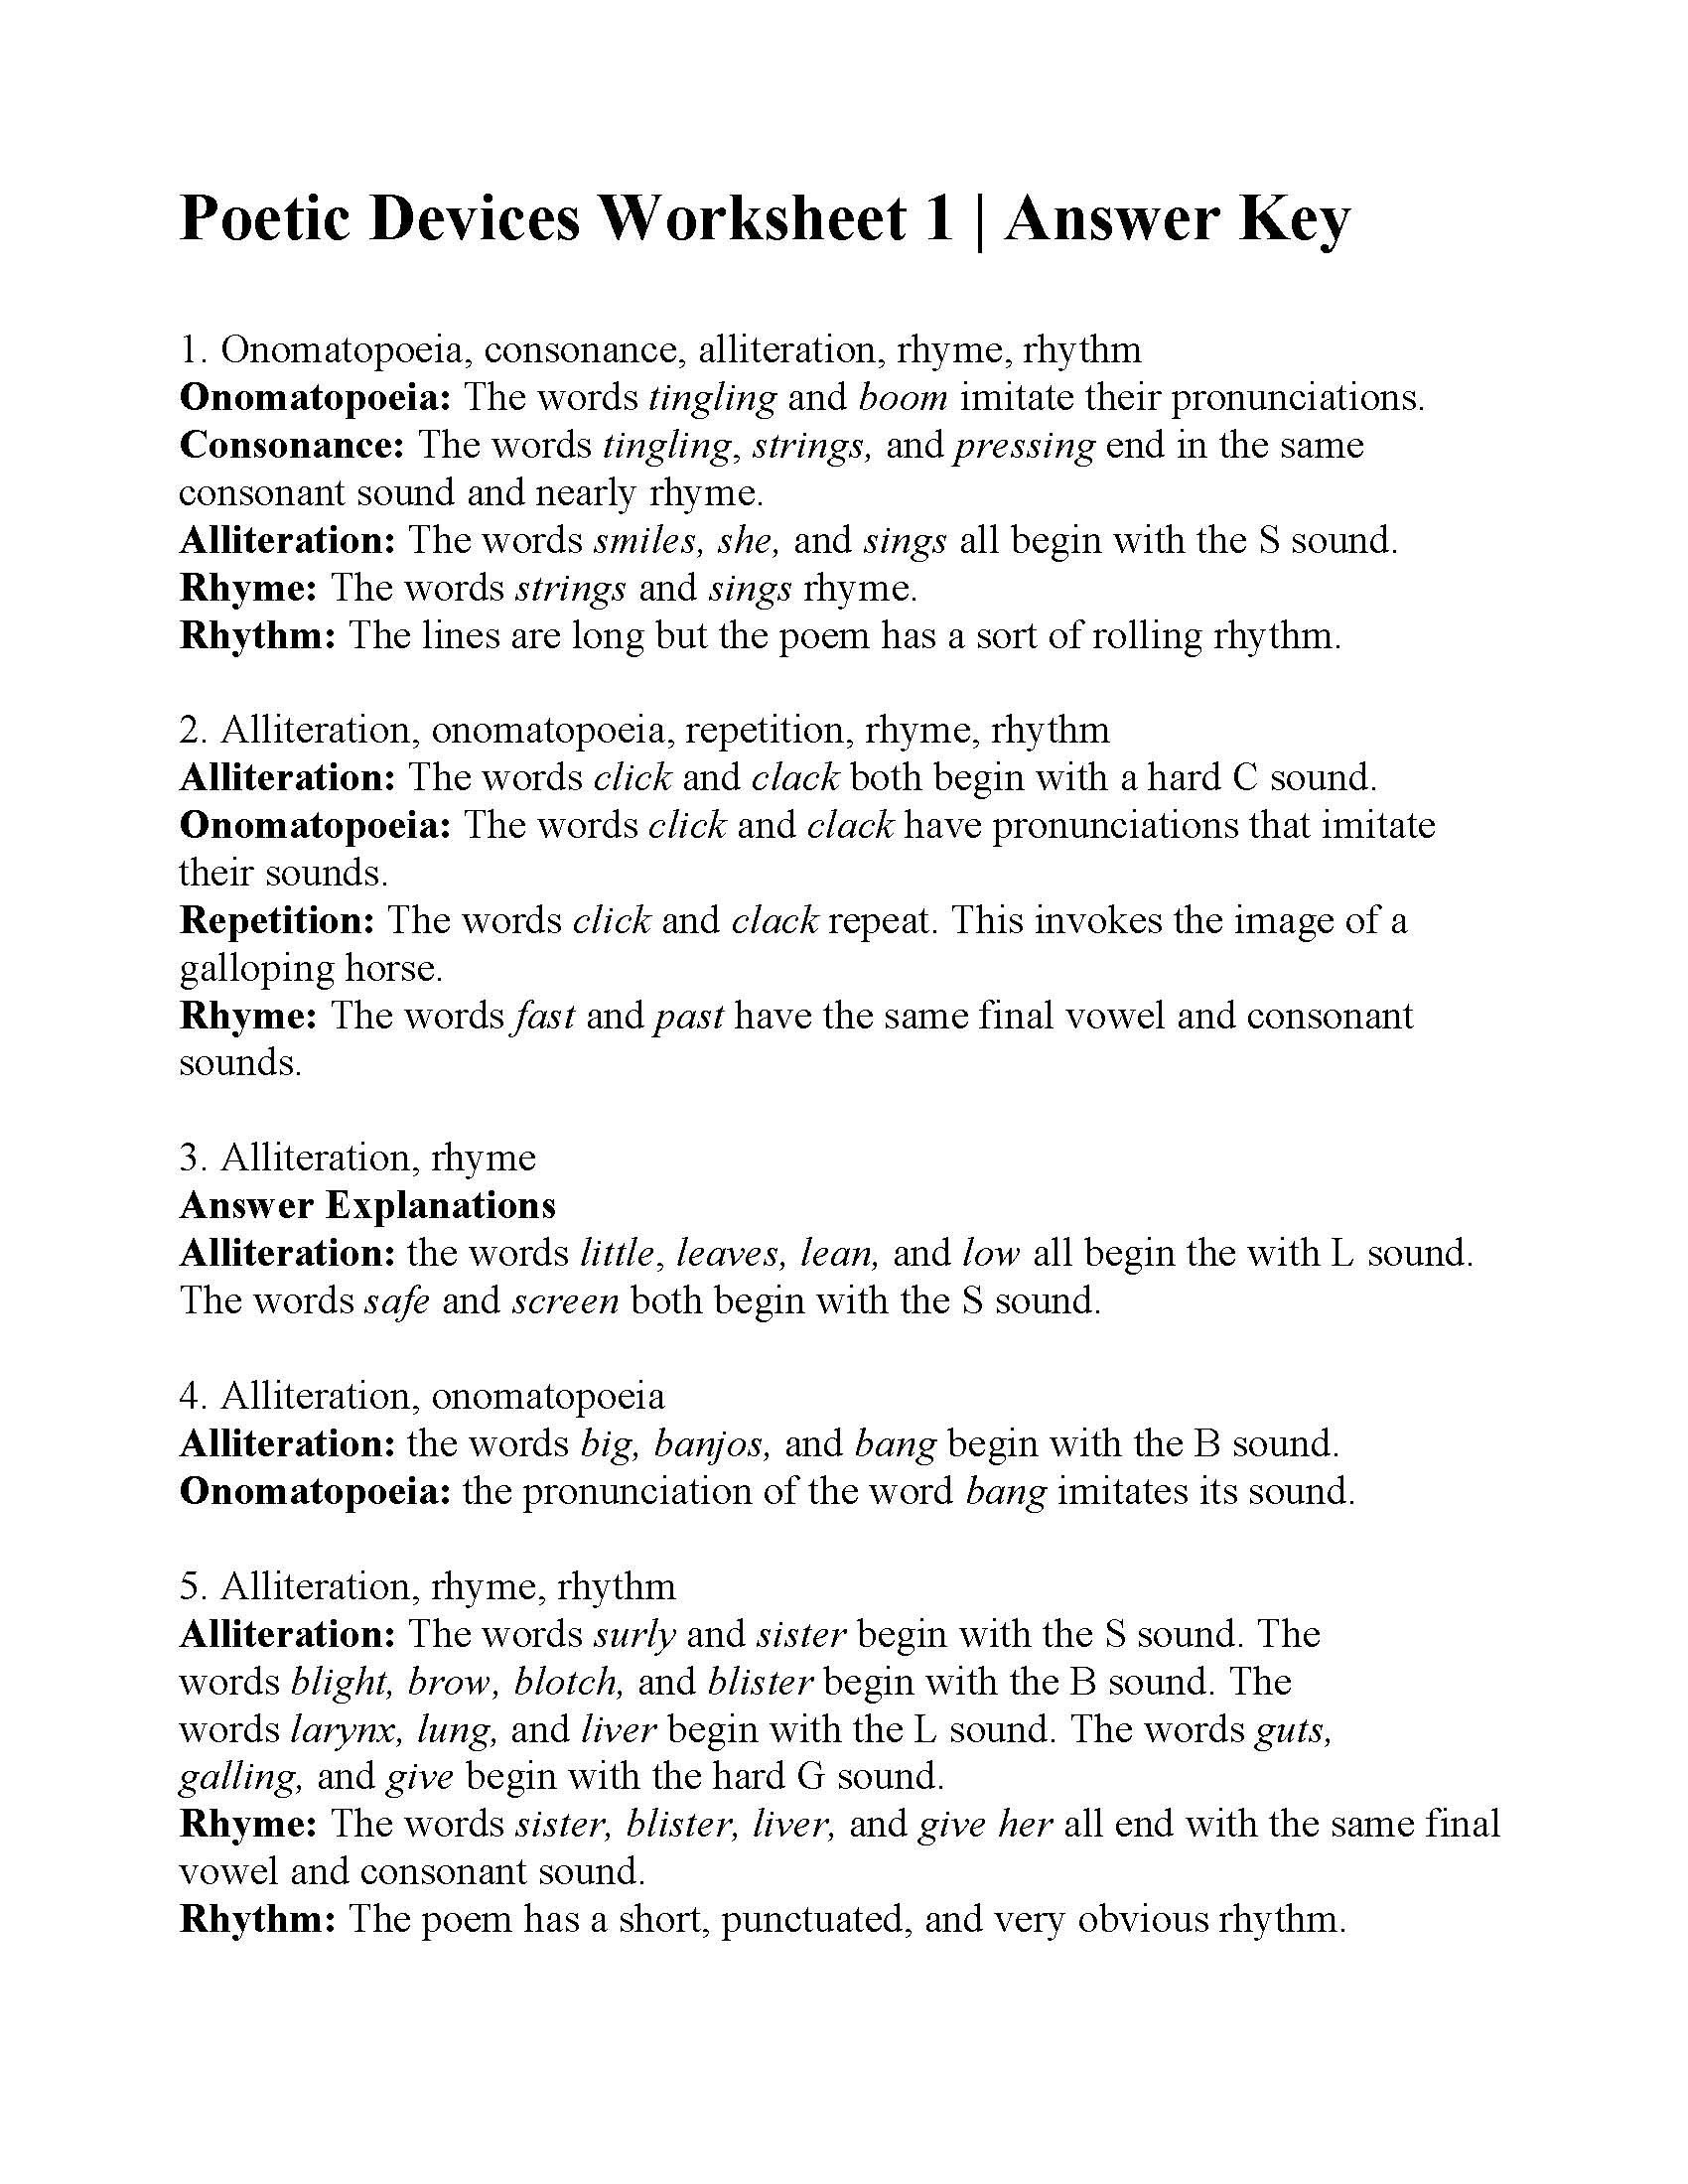 Poetic Devices Worksheet 1 | Answer Key
1. Onomatopoeia, consonance, alliteration, rhyme, rhythm
Onomatopoeia: The words tingling and boom imitate their pronunciations.
Consonance: The words tingling, strings, and pressing end in the same
consonant sound and nearly rhyme.
Alliteration: The words smiles, she, and sings all begin with the S sound.
Rhyme: The words strings and sings rhyme.
Rhythm: The lines are long but the poem has a sort of rolling rhythm.
2. Alliteration, onomatopoeia, repetition, rhyme, rhythm
Alliteration: The words click and clack both begin with a hard C sound.
Onomatopoeia: The words click and clack have pronunciations that imitate
their sounds.
Repetition: The words click and clack repeat. This invokes the image of a
galloping horse.
Rhyme: The words fast and past have the same final vowel and consonant
sounds.
3. Alliteration, rhyme
Answer Explanations
Alliteration: the words little, leaves, lean, and low all begin the with L sound.
The words safe and screen both begin with the S sound.
4. Alliteration, onomatopoeia
Alliteration: the words big, banjos, and bang begin with the B sound.
Onomatopoeia: the pronunciation of the word bang imitates its sound.
5. Alliteration, rhyme, rhythm
Alliteration: The words surly and sister begin with the S sound. The
words blight, brow, blotch, and blister begin with the B sound. The
words larynx, lung, and liver begin with the L sound. The words guts,
galling, and give begin with the hard G sound.
Rhyme: The words sister, blister, liver, and give her all end with the same final
vowel and consonant sound.
Rhythm: The poem has a short, punctuated, and very obvious rhythm.